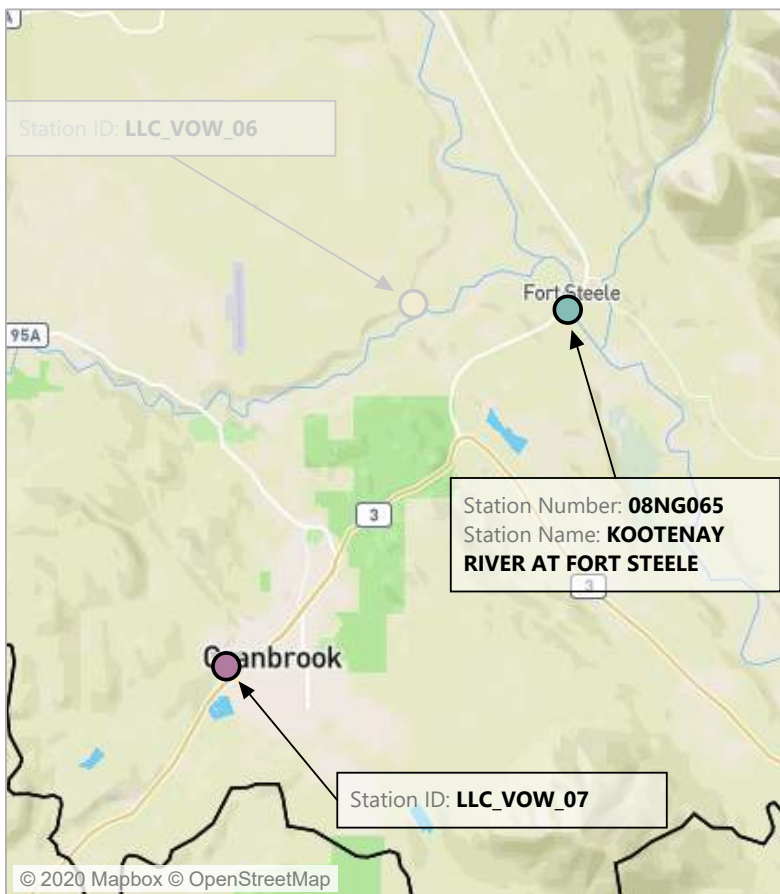 A
Station ID: LLC_VOW_06
Fort Steele
95A
Station Number: 08NG065
Station Name: KOOTENAY
RIVER AT FORT STEELE
3
3
Cranbrook
Station ID: LLC_VOW_07
© 2020 Mapbox © OpenStreetMap